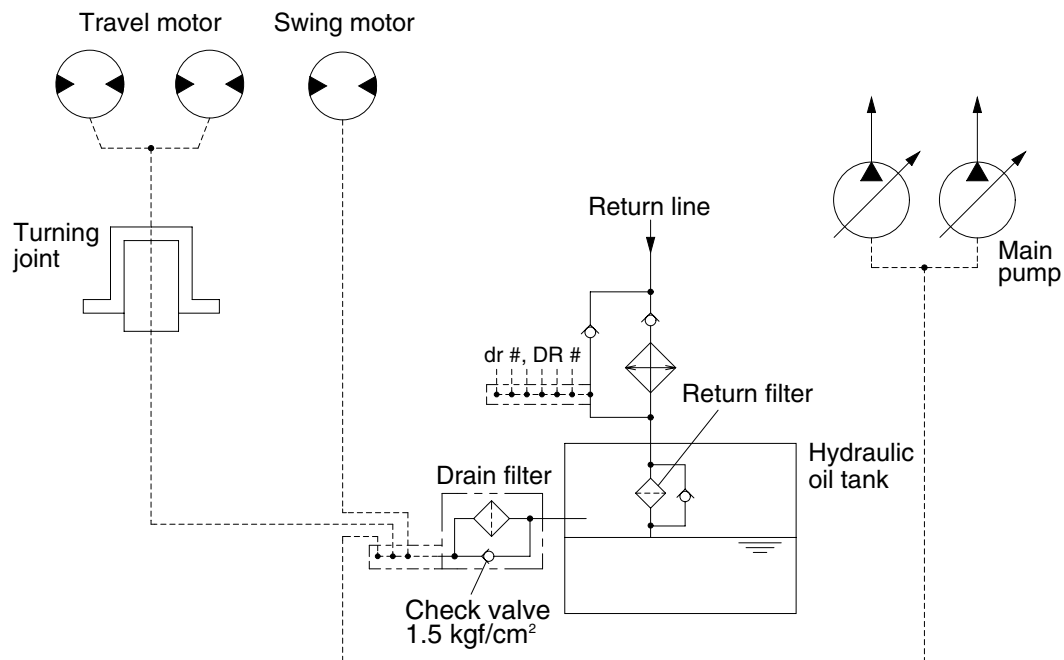 Travel motor
Swing motor
Turning
joint
Return line
Main
pump
dr #, DR #
Return filter
Hydraulic
oil tank
Drain filter
Check valve
1.5 kgf/cm²